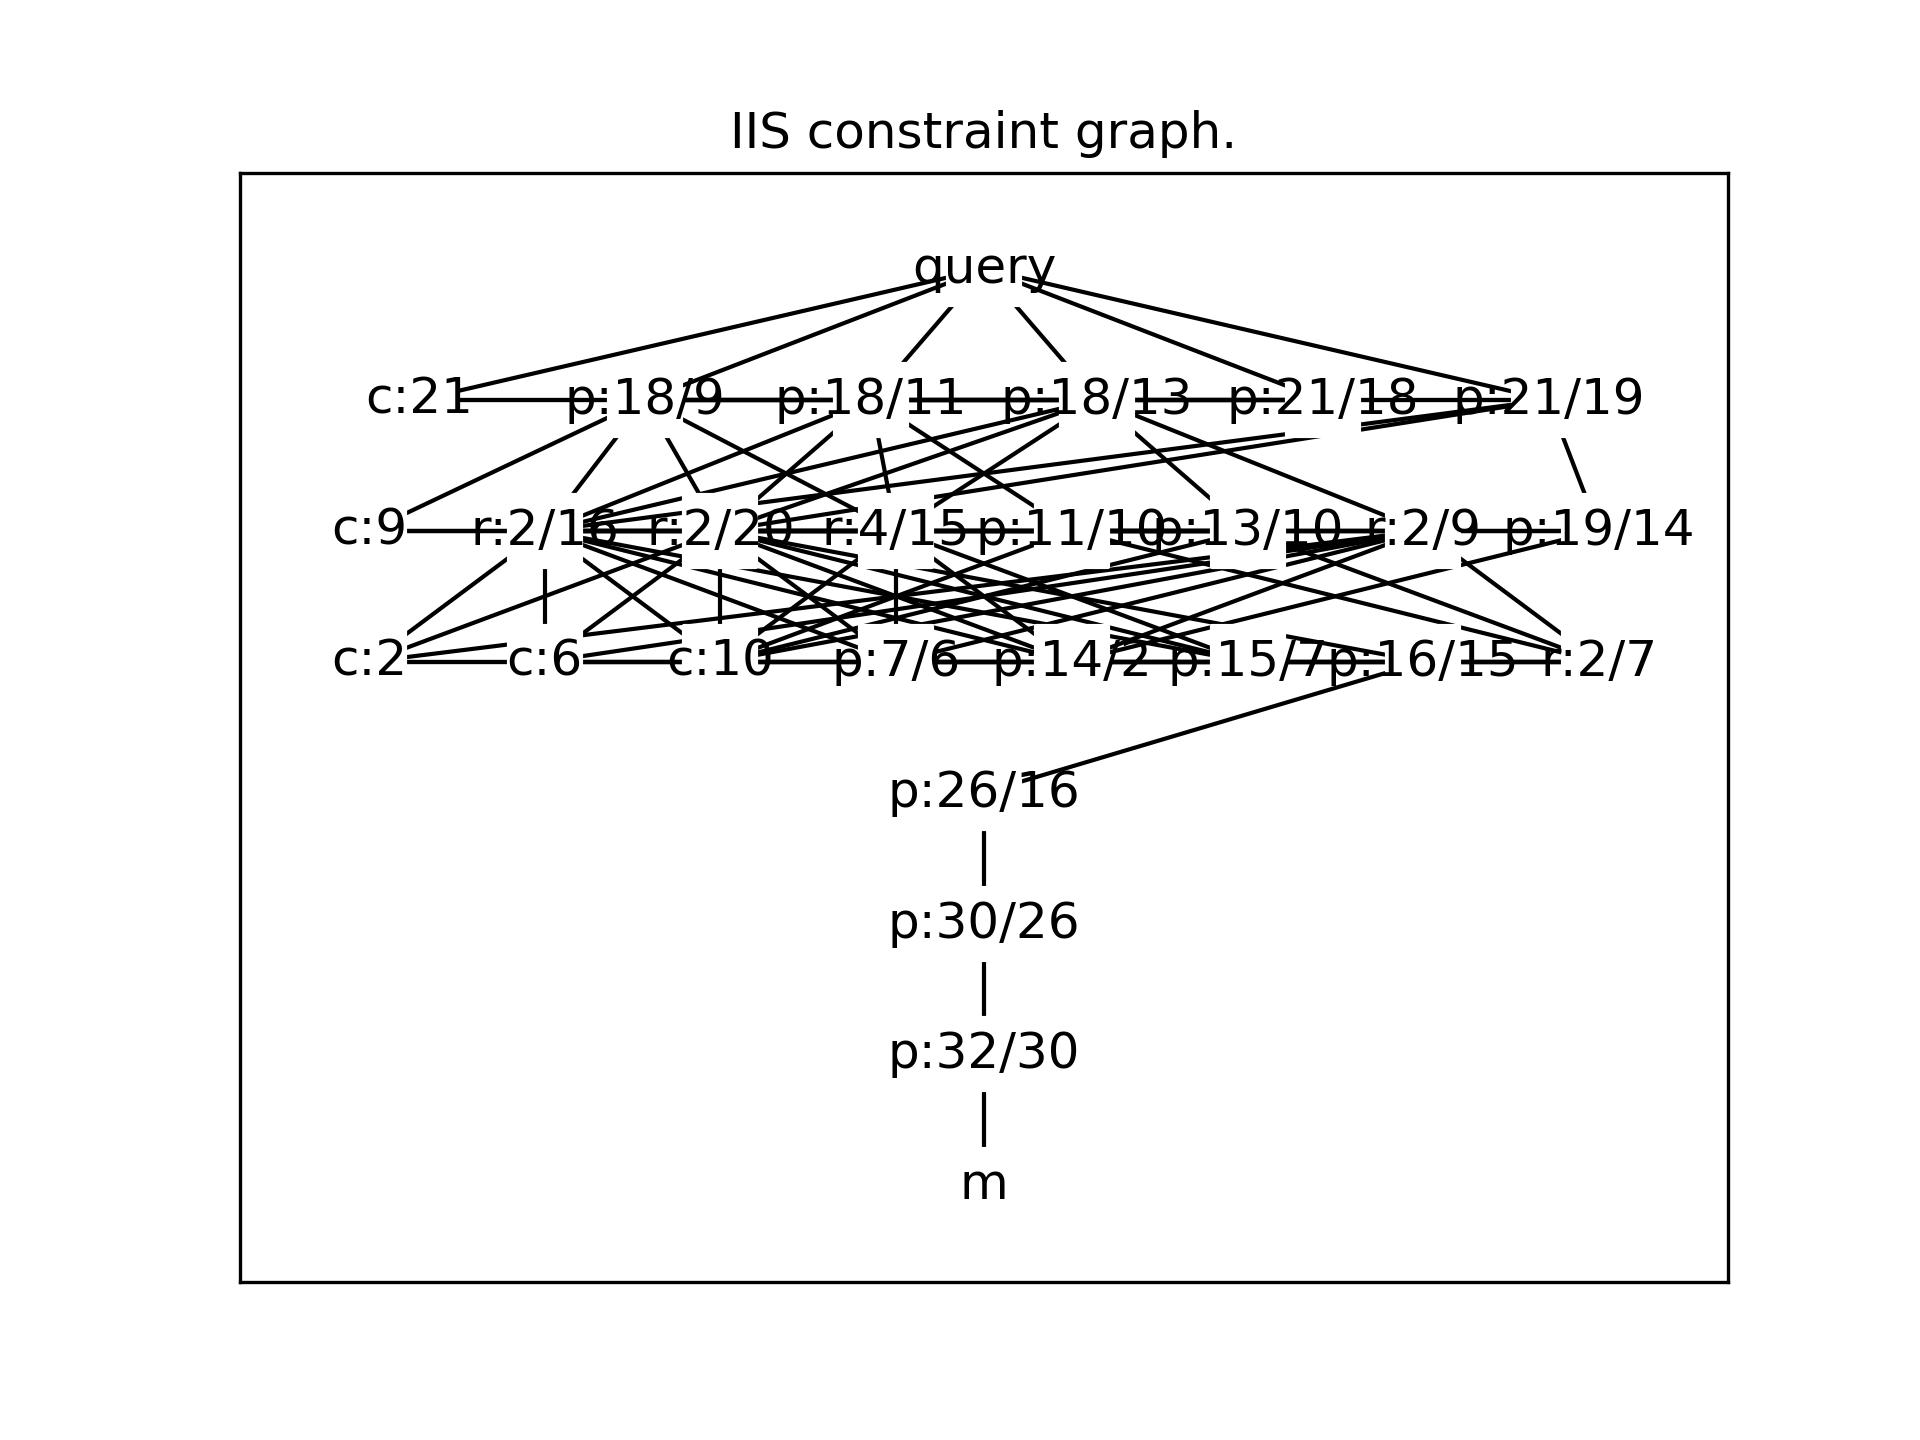 IIS constraint graph.
query
c:21 p:18/9 p:18/11 p:18/13 p:21/18 p:21/19
c:9 r:2/16 r:2/20 r:4/15 p:11/10 p:13/10 r:2/9 p:19/14
c:2 c:6 c:10 p:7/6 p:14/2 p:15/7 p:16/15 r:2/7
p:26/16
p:30/26
p:32/30
m